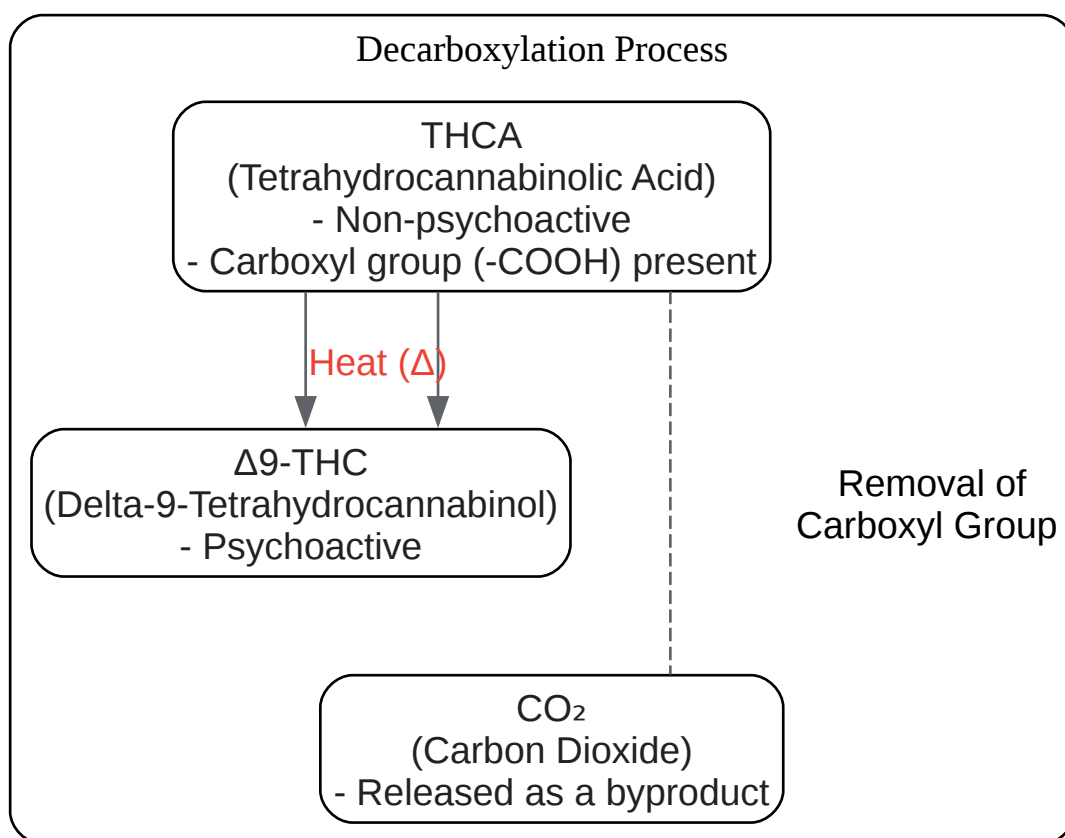 Decarboxylation Process
THCA
(Tetrahydrocannabinolic Acid)
- Non-psychoactive
- Carboxyl group (-COOH) present
Heat (Δ)
Δ9-THC
(Delta-9-Tetrahydrocannabinol)
- Psychoactive
Removal of
Carboxyl Group
CO₂
(Carbon Dioxide)
- Released as a byproduct